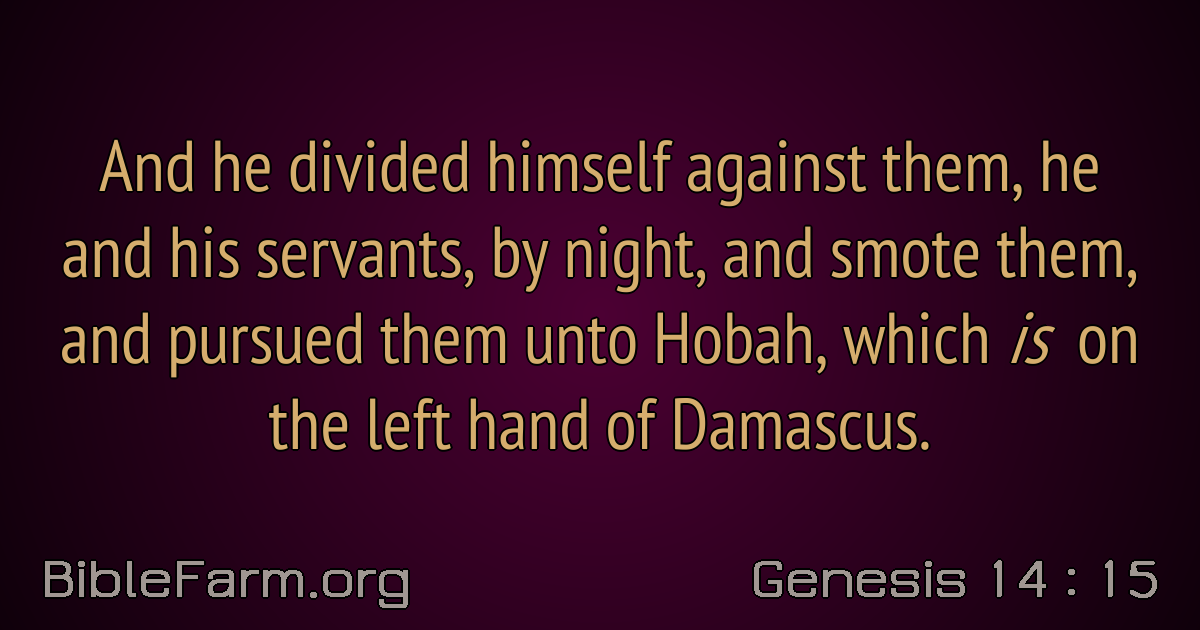 And he divided himself against them, he
and his servants, by night, and smote them,
and pursued them unto Hobah, which is on
the left hand of Damascus.
BibleFarm.org
Genesis 14 : 15